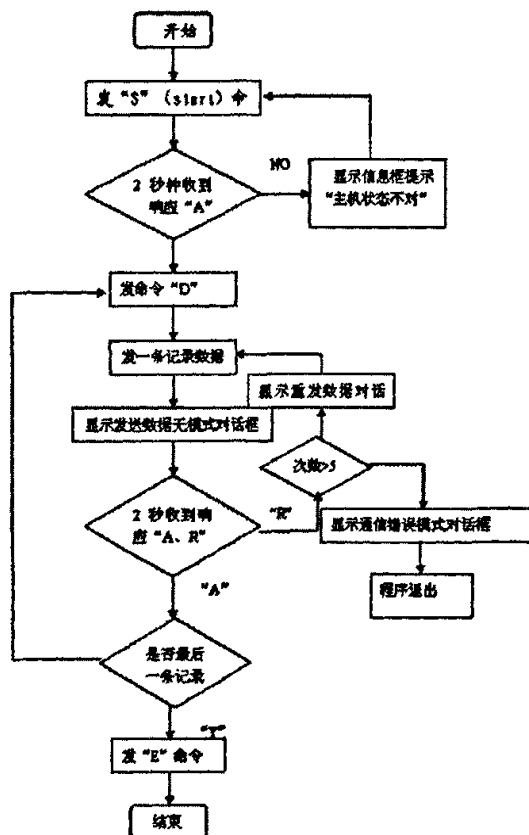 开始
发“S”（start）命
2 秒钟收到
响应“A”
NO
显示信息框提示
“主机状态不对”
发命令“D”
发一条记录数据
显示重发数据对话
显示发送数据无模式对话框
次数>5
2 秒收到响
应“A、R”
“R”
显示通信错误模式对话框
“A”
程序退出
是否最后
一条记录
“Y”
发“E”命令
结束